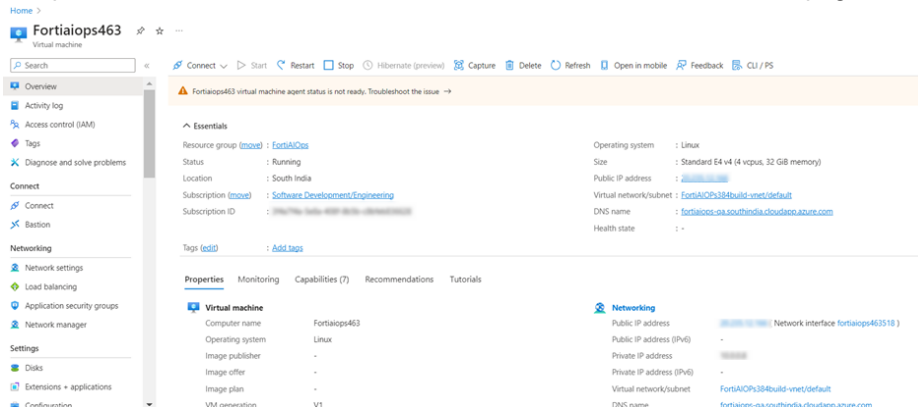 Home >
Fortiaiops463
Virtual machine
Search
Connect
Start
Restart
Stop
Hibernate (preview)
Capture
Delete
Refresh
Open in mobile
Feedback
CLI / PS
Overview
Activity log
Access control (IAM)
Tags
Diagnose and solve problems
Connect
Connect
Bastion
Networking
Network settings
Load balancing
Application security groups
Network manager
Settings
Disks
Extensions + applications
Configuration
Fortiaiops463 virtual machine agent status is not ready. Troubleshoot the issue →
Essentials
Resource group (move) : FortiAIOps
Status : Running
Location : South India
Subscription (move) : Software Development/Engineering
Subscription ID :
Operating system : Linux
Size : Standard E4 v4 (4 vcpus, 32 GiB memory)
Public IP address :
Virtual network/subnet : FortiAIOPs384build-vnet/default
DNS name : fortiaiops-qa.southindia.cloudapp.azure.com
Health state : -
Tags (edit) : Add tags
Properties
Monitoring
Capabilities (7)
Recommendations
Tutorials
Virtual machine
Computer name Fortiaiops463
Operating system Linux
Image publisher -
Image offer -
Image plan -
VM generation V1
Networking
Public IP address ( Network interface fortiaiops463518 )
Public IP address (IPv6) -
Private IP address
Private IP address (IPv6) -
Virtual network/subnet FortiAIOPs384build-vnet/default
DNS name fortiaiops-qa.southindia.cloudapp.azure.com